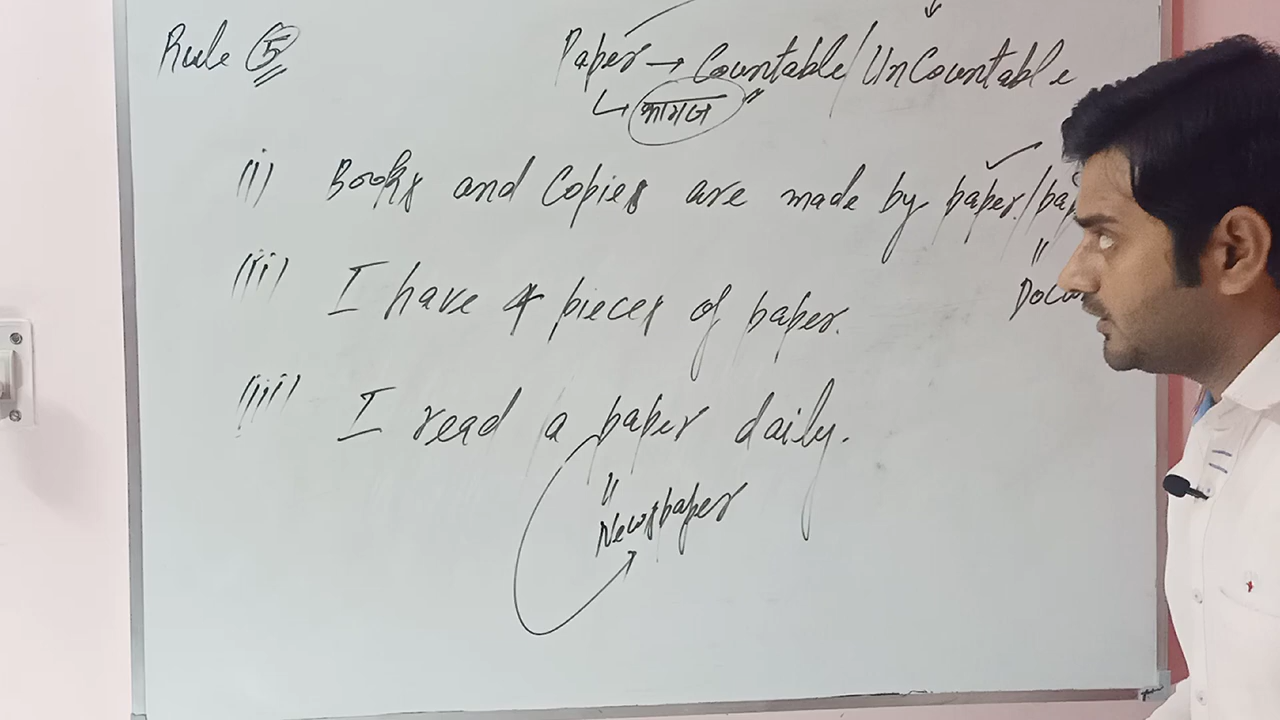 Rule 5
Paper → Countable/UnCountable
↳ कागज "
(i) Books and Copies are made by paper./
"
(ii) I have 4 pieces of paper.
(iii) I read a paper daily.
"
Newspaper